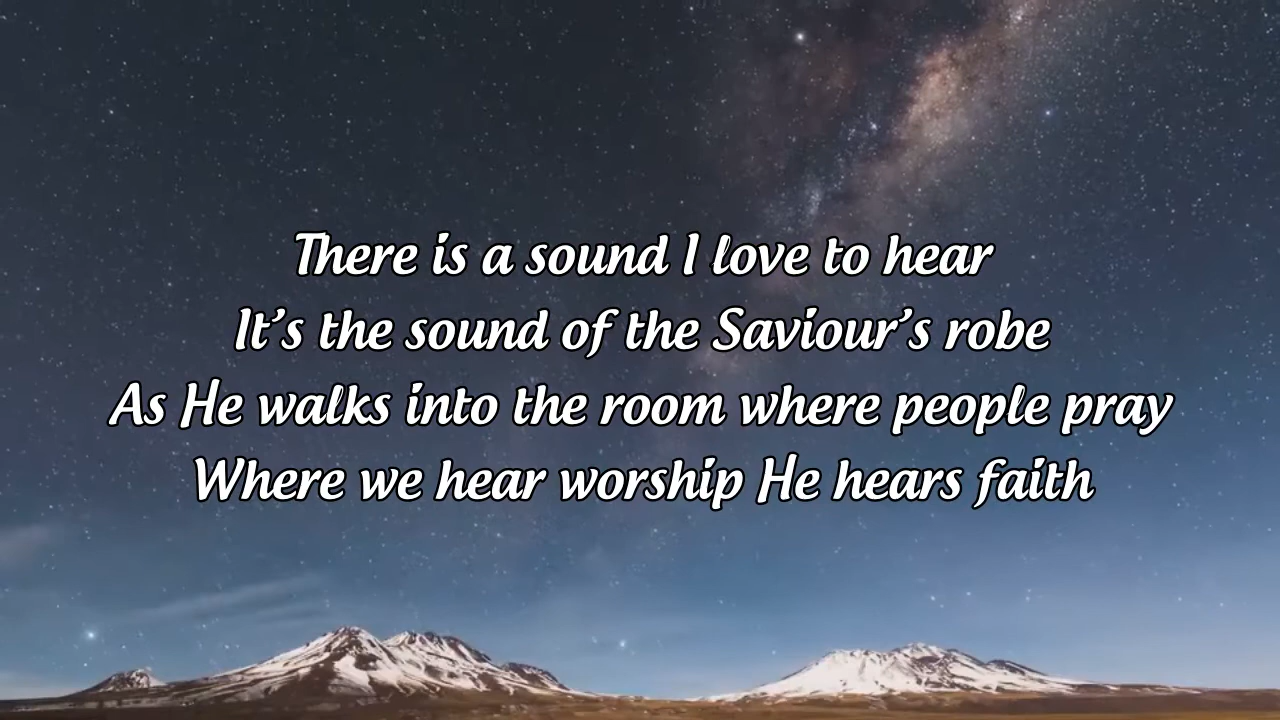 There is a sound I love to hear
It’s the sound of the Saviour’s robe
As He walks into the room where people pray
Where we hear worship He hears faith